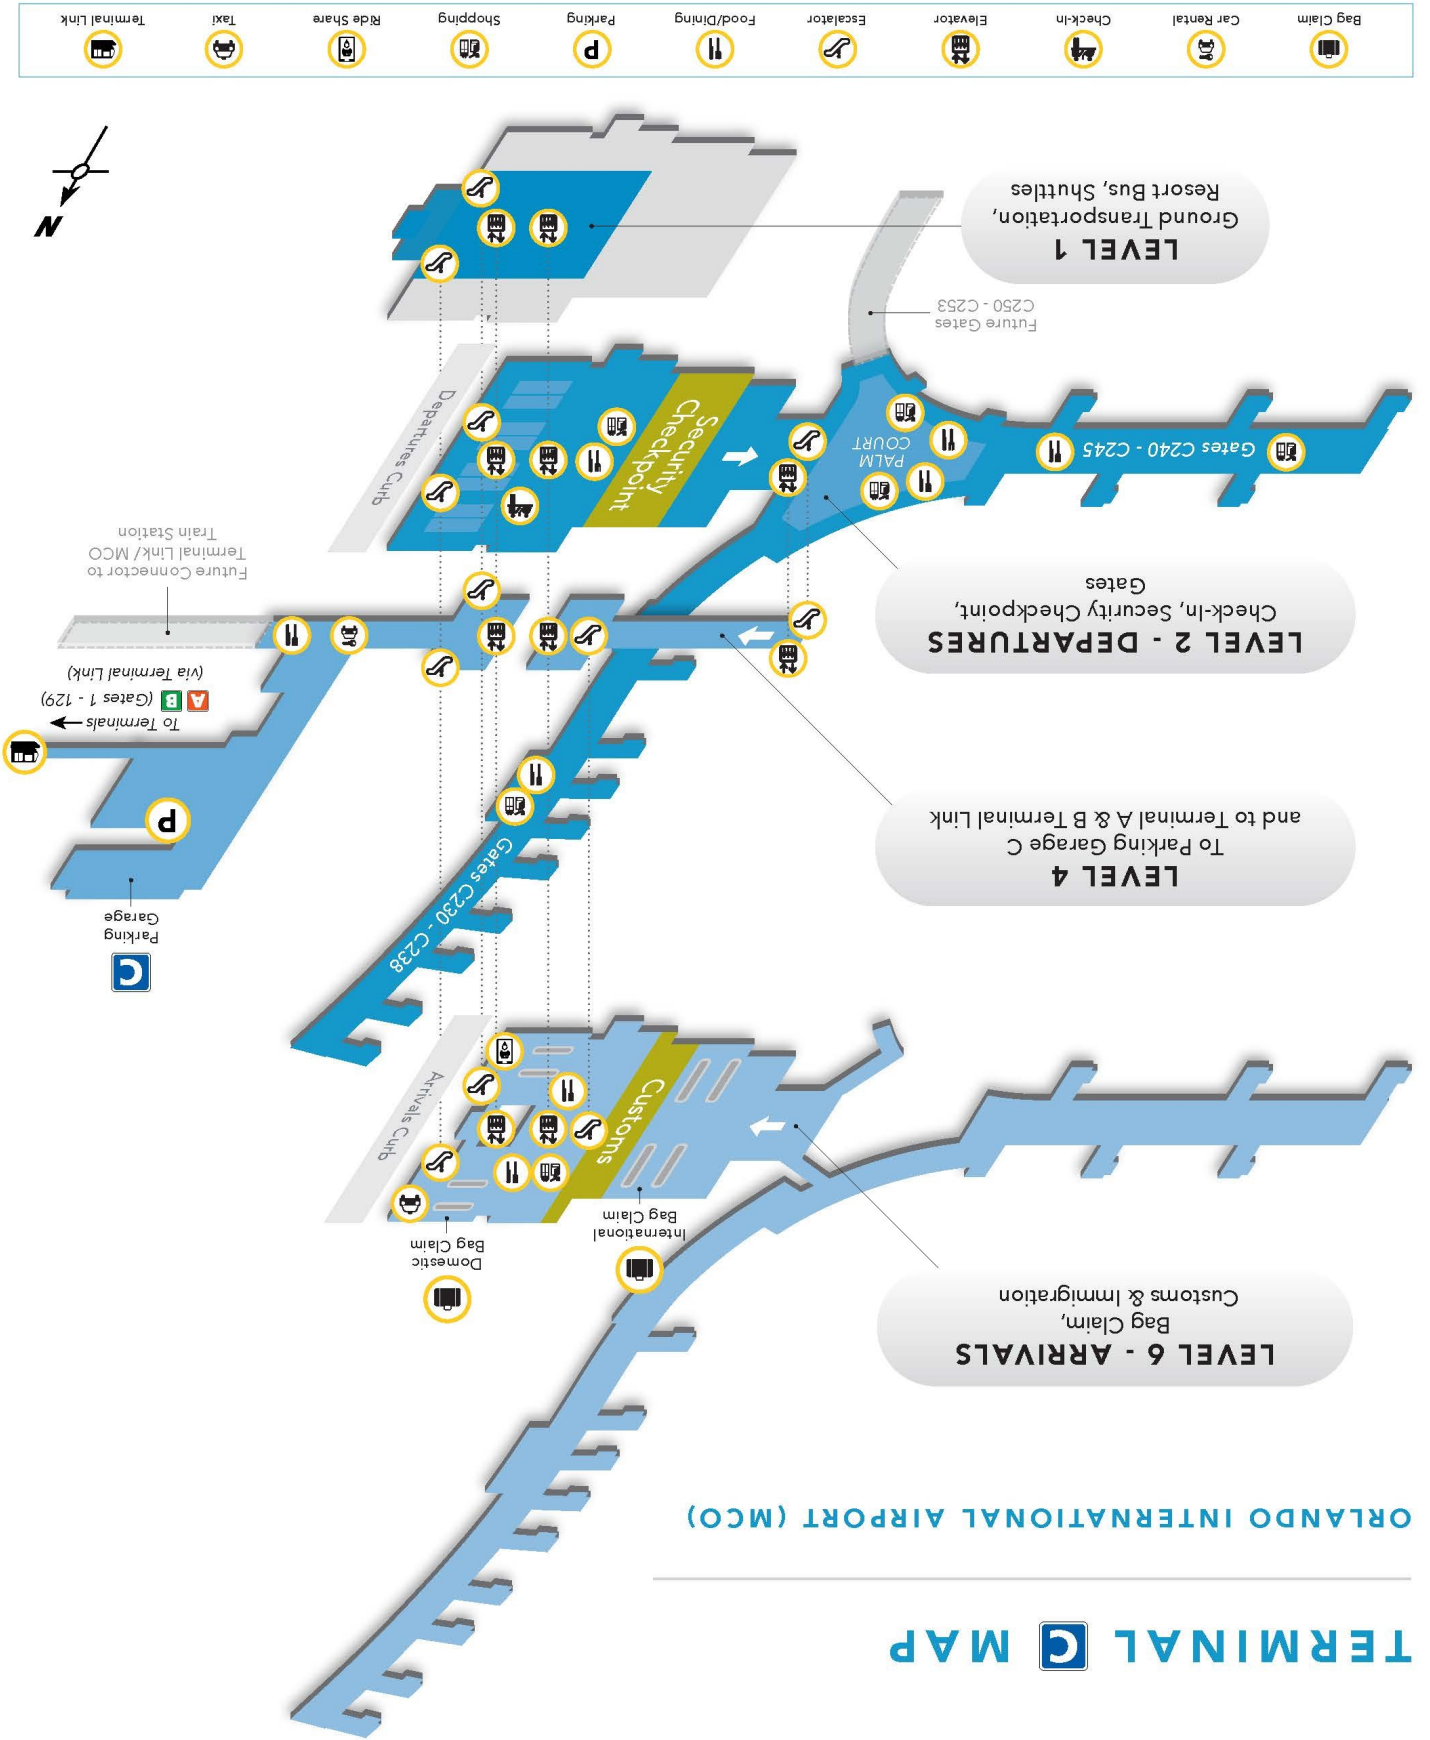 TERMINAL C MAP
ORLANDO INTERNATIONAL AIRPORT (MCO)
LEVEL 6 - ARRIVALS
Bag Claim,
Customs & Immigration
International
Bag Claim
Domestic
Bag Claim
Customs
Arrivals Curb
C
Parking
Garage
P
LEVEL 4
To Parking Garage C
and to Terminal A & B Terminal Link
To Terminals
A B (Gates 1 - 129)
(via Terminal Link)
Future Connector to
Terminal Link/ MCO
Train Station
Gates C230 - C238
LEVEL 2 - DEPARTURES
Check-In, Security Checkpoint,
Gates
Gates C240 - C245
PALM
COURT
Security
Checkpoint
Departures Curb
Future Gates
C250 - C253
LEVEL 1
Ground Transportation,
Resort Bus, Shuttles
N
P
Bag Claim
Car Rental
Check-In
Elevator
Escalator
Food/Dining
Parking
Shopping
Ride Share
Taxi
Terminal Link